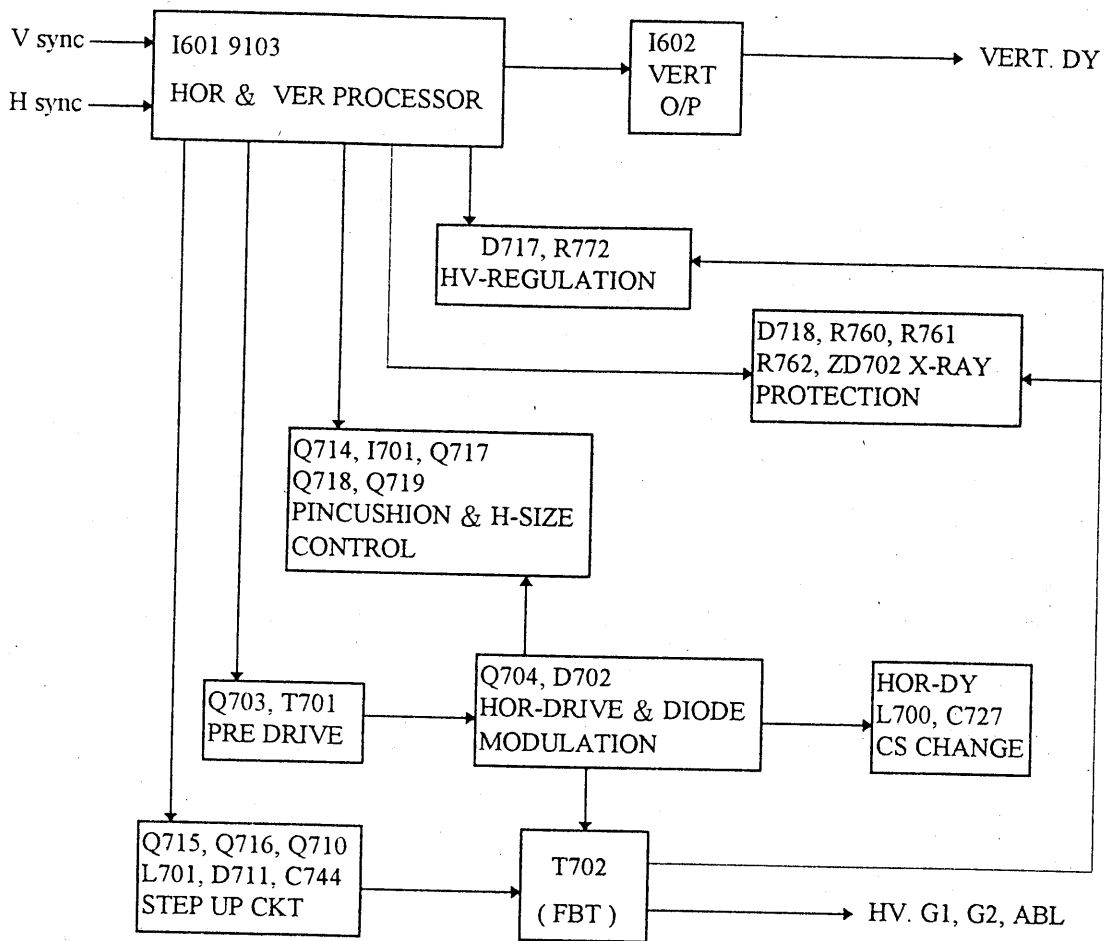 V sync
H sync
I601 9103
HOR & VER PROCESSOR
I602
VERT
O/P
VERT. DY
D717, R772
HV-REGULATION
D718, R760, R761
R762, ZD702 X-RAY
PROTECTION
Q714, I701, Q717
Q718, Q719
PINCUSHION & H-SIZE
CONTROL
Q703, T701
PRE DRIVE
Q704, D702
HOR-DRIVE & DIODE
MODULATION
HOR-DY
L700, C727
CS CHANGE
Q715, Q716, Q710
L701, D711, C744
STEP UP CKT
T702
( FBT )
HV. G1, G2, ABL